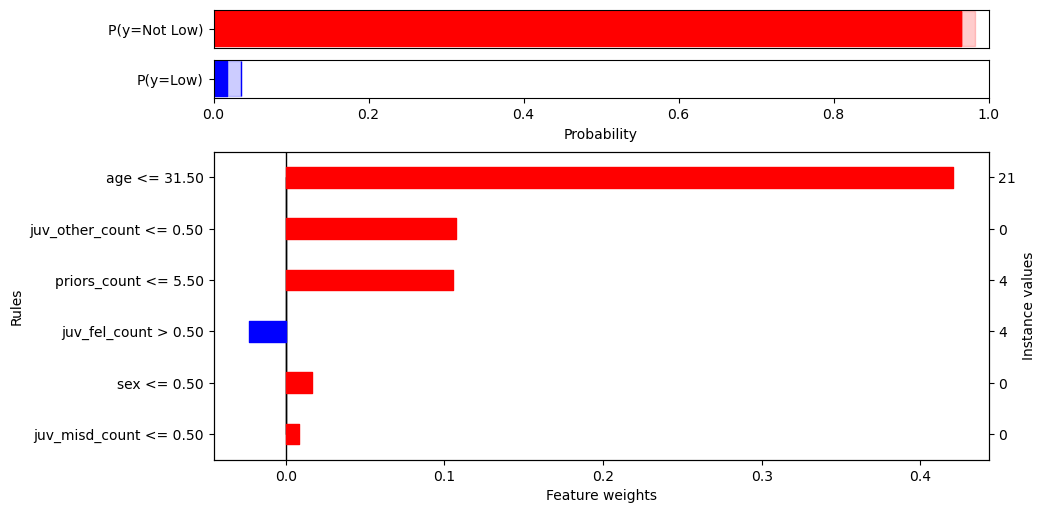 P(y=Not Low)
P(y=Low)
0.0 0.2 0.4 0.6 0.8 1.0
Probability
age <= 31.50 21
juv_other_count <= 0.50 0
priors_count <= 5.50 4
juv_fel_count > 0.50 4
sex <= 0.50 0
juv_misd_count <= 0.50 0
Rules
Instance values
0.0 0.1 0.2 0.3 0.4
Feature weights